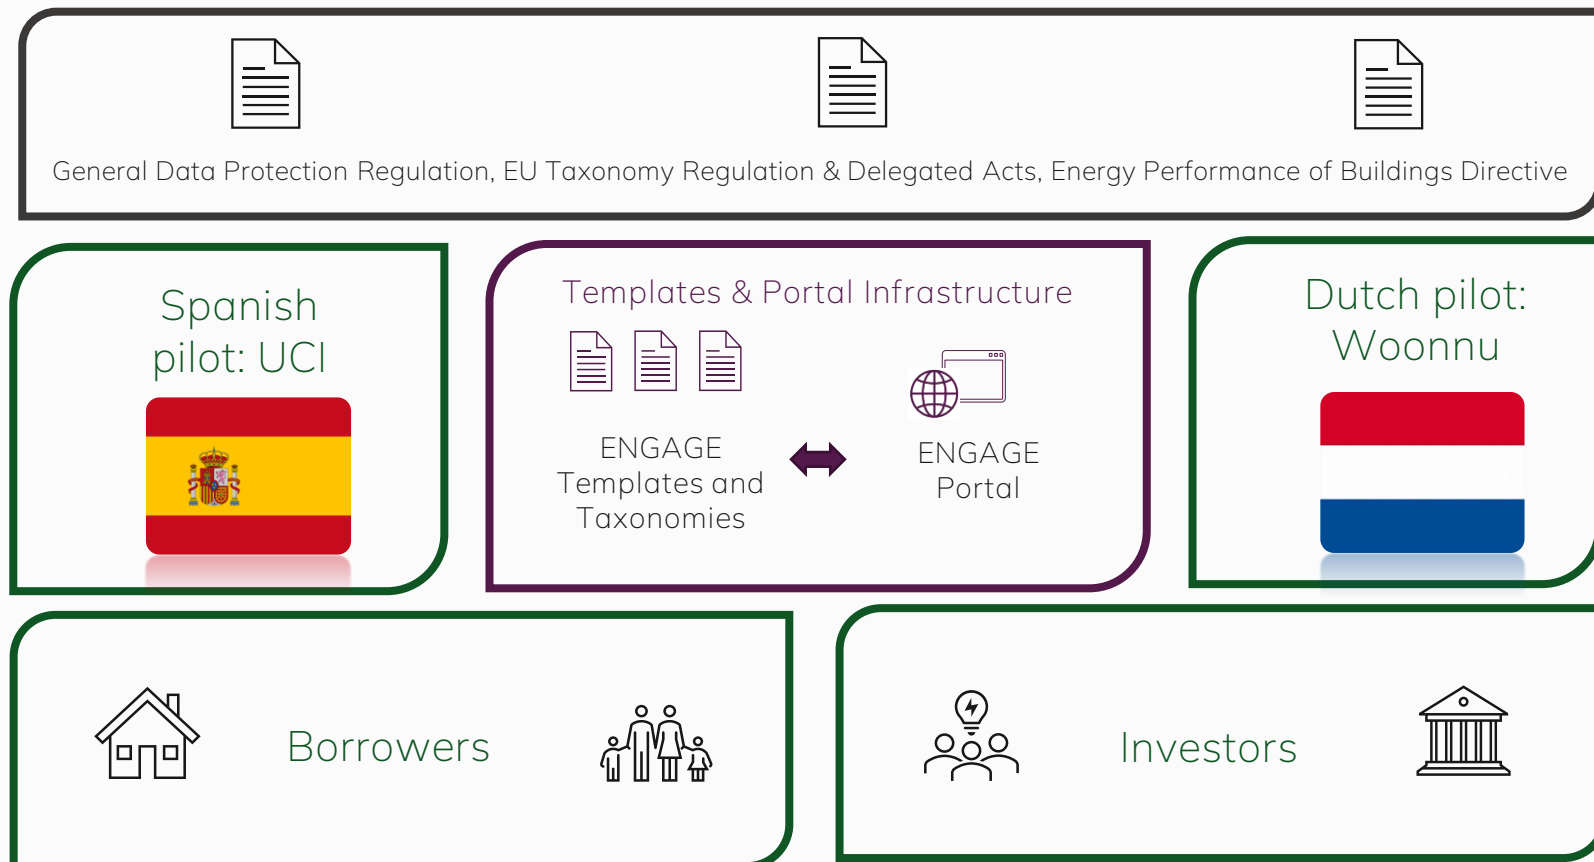 General Data Protection Regulation, EU Taxonomy Regulation & Delegated Acts, Energy Performance of Buildings Directive
Spanish
pilot: UCI
Templates & Portal Infrastructure
ENGAGE
Templates and
Taxonomies
ENGAGE
Portal
Dutch pilot:
Woonnu
Borrowers
Investors